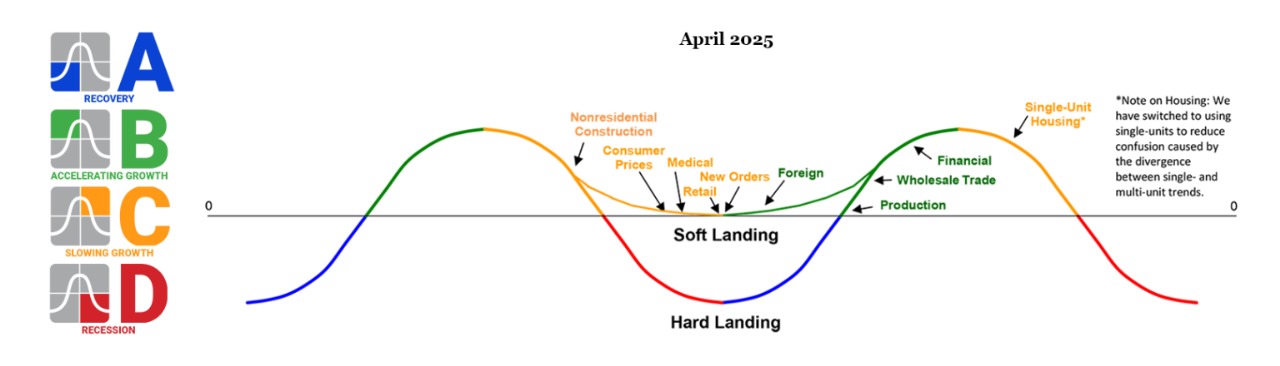 April 2025
A
RECOVERY
B
ACCELERATING GROWTH
C
SLOWING GROWTH
D
RECESSION
0
Nonresidential
Construction
Consumer
Prices
Medical
New Orders
Retail
Foreign
Soft Landing
Hard Landing
Financial
Wholesale Trade
Production
Single-Unit
Housing*
*Note on Housing: We
have switched to using
single-units to reduce
confusion caused by
the divergence
between single- and
multi-unit trends.
0